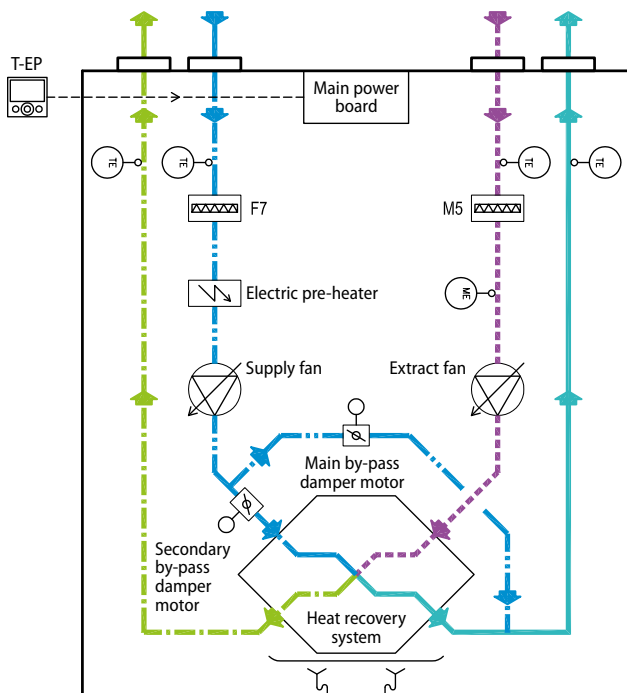 T-EP
Main power
board
TE
TE
TE
TE
F7
M5
Electric pre-heater
ME
Supply fan
Extract fan
Main by-pass
damper motor
Secondary
by-pass
damper
motor
Heat recovery
system